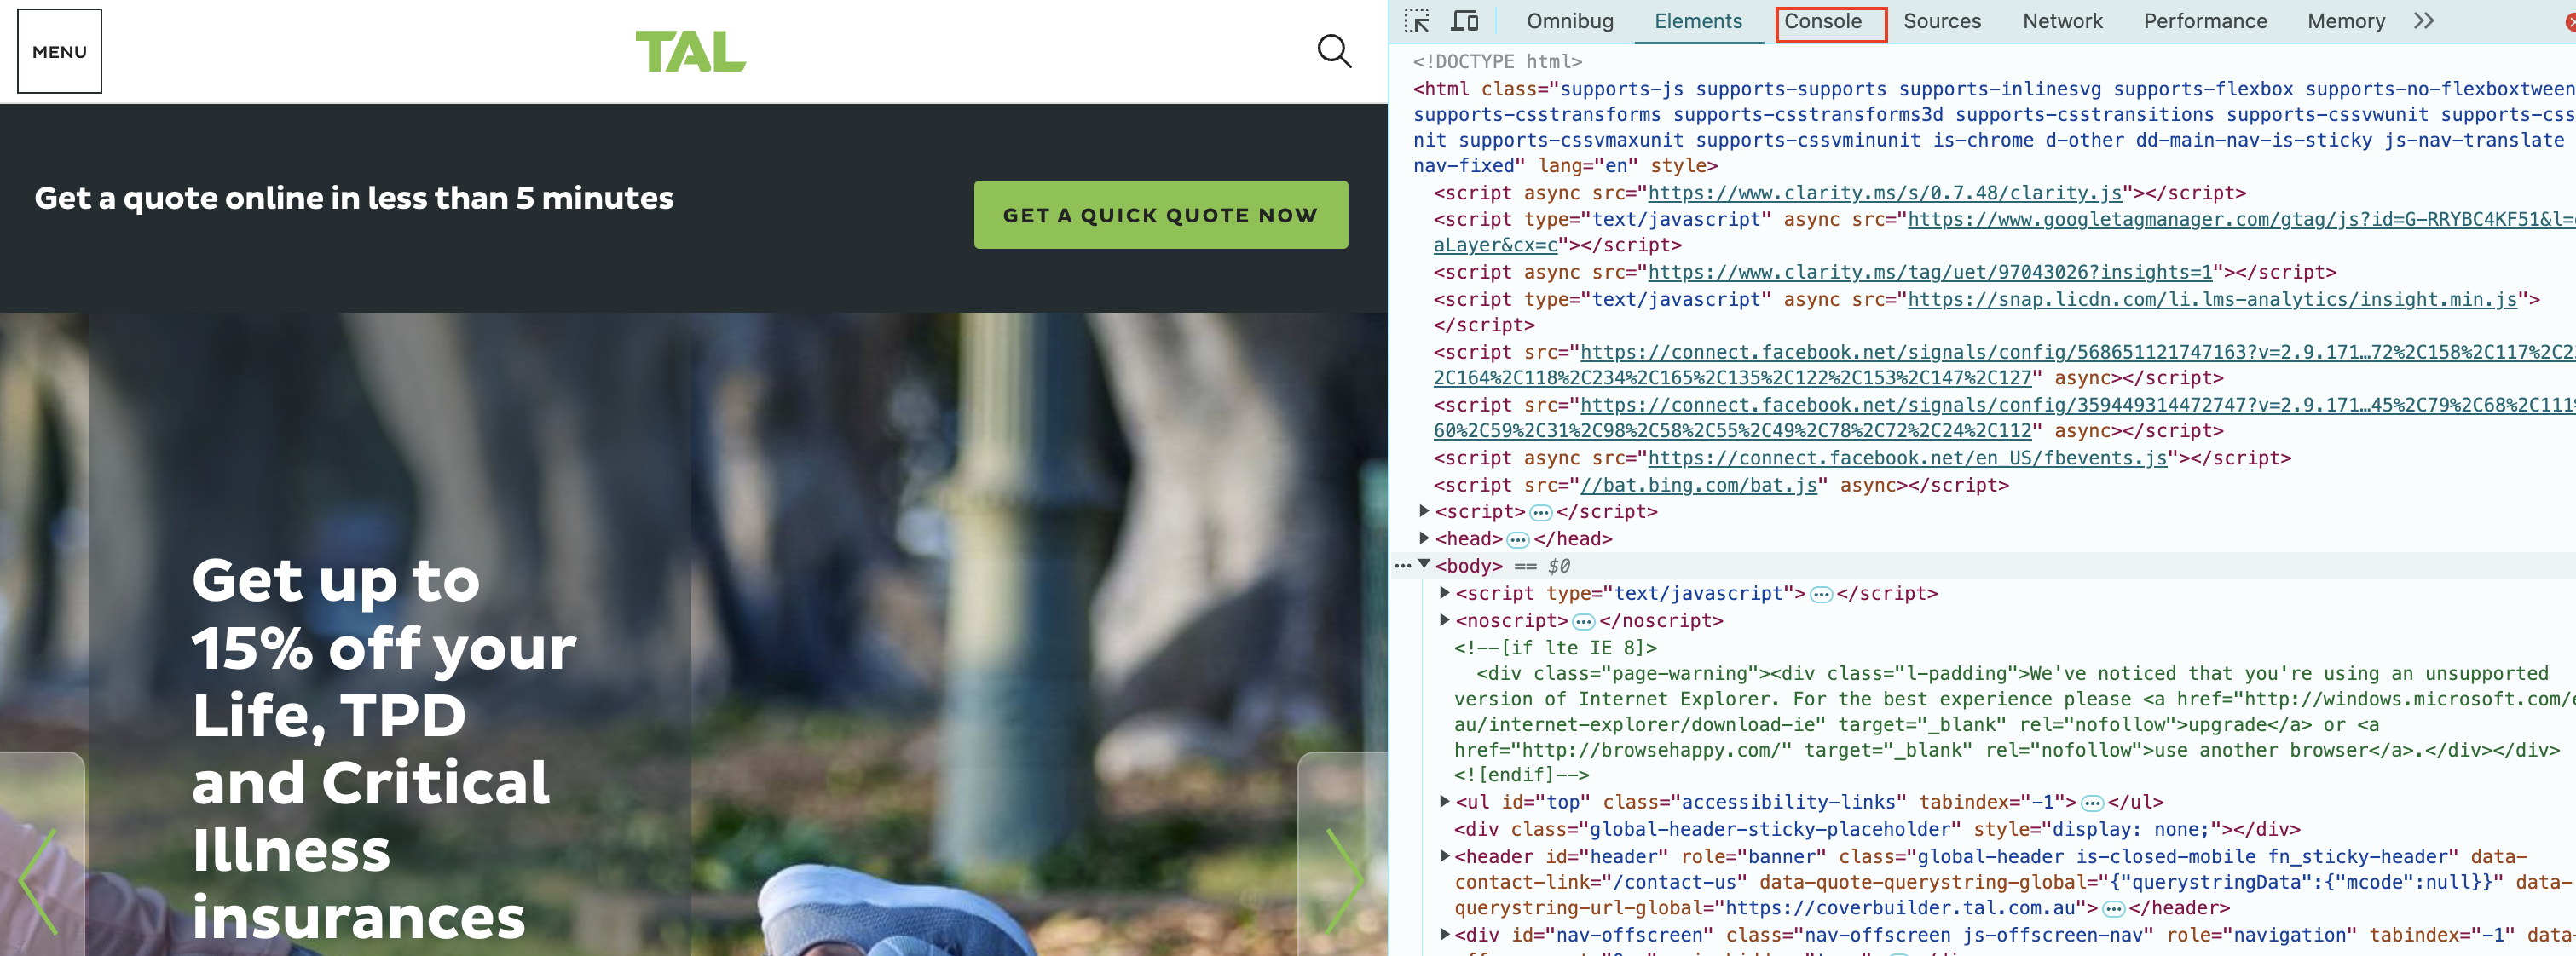 MENU
TAL
Get a quote online in less than 5 minutes
GET A QUICK QUOTE NOW
Get up to
15% off your
Life, TPD
and Critical
Illness
insurances
Omnibug Elements Console Sources Network Performance Memory
<!DOCTYPE html>
<html class="supports-js supports-supports supports-inlinesvg supports-flexbox supports-no-flexboxtween
supports-csstransforms supports-csstransforms3d supports-csstransitions supports-cssvwunit supports-css
nit supports-cssvmaxunit supports-cssvminunit is-chrome d-other dd-main-nav-is-sticky js-nav-translate
nav-fixed" lang="en" style>
<script async src="https://www.clarity.ms/s/0.7.48/clarity.js"></script>
<script type="text/javascript" async src="https://www.googletagmanager.com/gtag/js?id=G-RRYBC4KF51&l=
aLayer&cx=c"></script>
<script async src="https://www.clarity.ms/tag/uet/97043026?insights=1"></script>
<script type="text/javascript" async src="https://snap.licdn.com/li.lms-analytics/insight.min.js">
</script>
<script src="https://connect.facebook.net/signals/config/568651121747163?v=2.9.171…72%2C158%2C117%2C2
2C164%2C118%2C234%2C165%2C135%2C122%2C153%2C147%2C127" async></script>
<script src="https://connect.facebook.net/signals/config/359449314472747?v=2.9.171…45%2C79%2C68%2C111
60%2C59%2C31%2C98%2C58%2C55%2C49%2C78%2C72%2C24%2C112" async></script>
<script async src="https://connect.facebook.net/en_US/fbevents.js"></script>
<script src="//bat.bing.com/bat.js" async></script>
<script>…</script>
<head>…</head>
… <body> == $0
<script type="text/javascript">…</script>
<noscript>…</noscript>
<!--[if lte IE 8]>
<div class="page-warning"><div class="l-padding">We've noticed that you're using an unsupported
version of Internet Explorer. For the best experience please <a href="http://windows.microsoft.com/e
au/internet-explorer/download-ie" target="_blank" rel="nofollow">upgrade</a> or <a
href="http://browsehappy.com/" target="_blank" rel="nofollow">use another browser</a>.</div></div>
<![endif]-->
<ul id="top" class="accessibility-links" tabindex="-1">…</ul>
<div class="global-header-sticky-placeholder" style="display: none;"></div>
<header id="header" role="banner" class="global-header is-closed-mobile fn_sticky-header" data-
contact-link="/contact-us" data-quote-querystring-global="{"querystringData":{"mcode":null}}" data-
querystring-url-global="https://coverbuilder.tal.com.au">…</header>
<div id="nav-offscreen" class="nav-offscreen js-offscreen-nav" role="navigation" tabindex="-1" data-